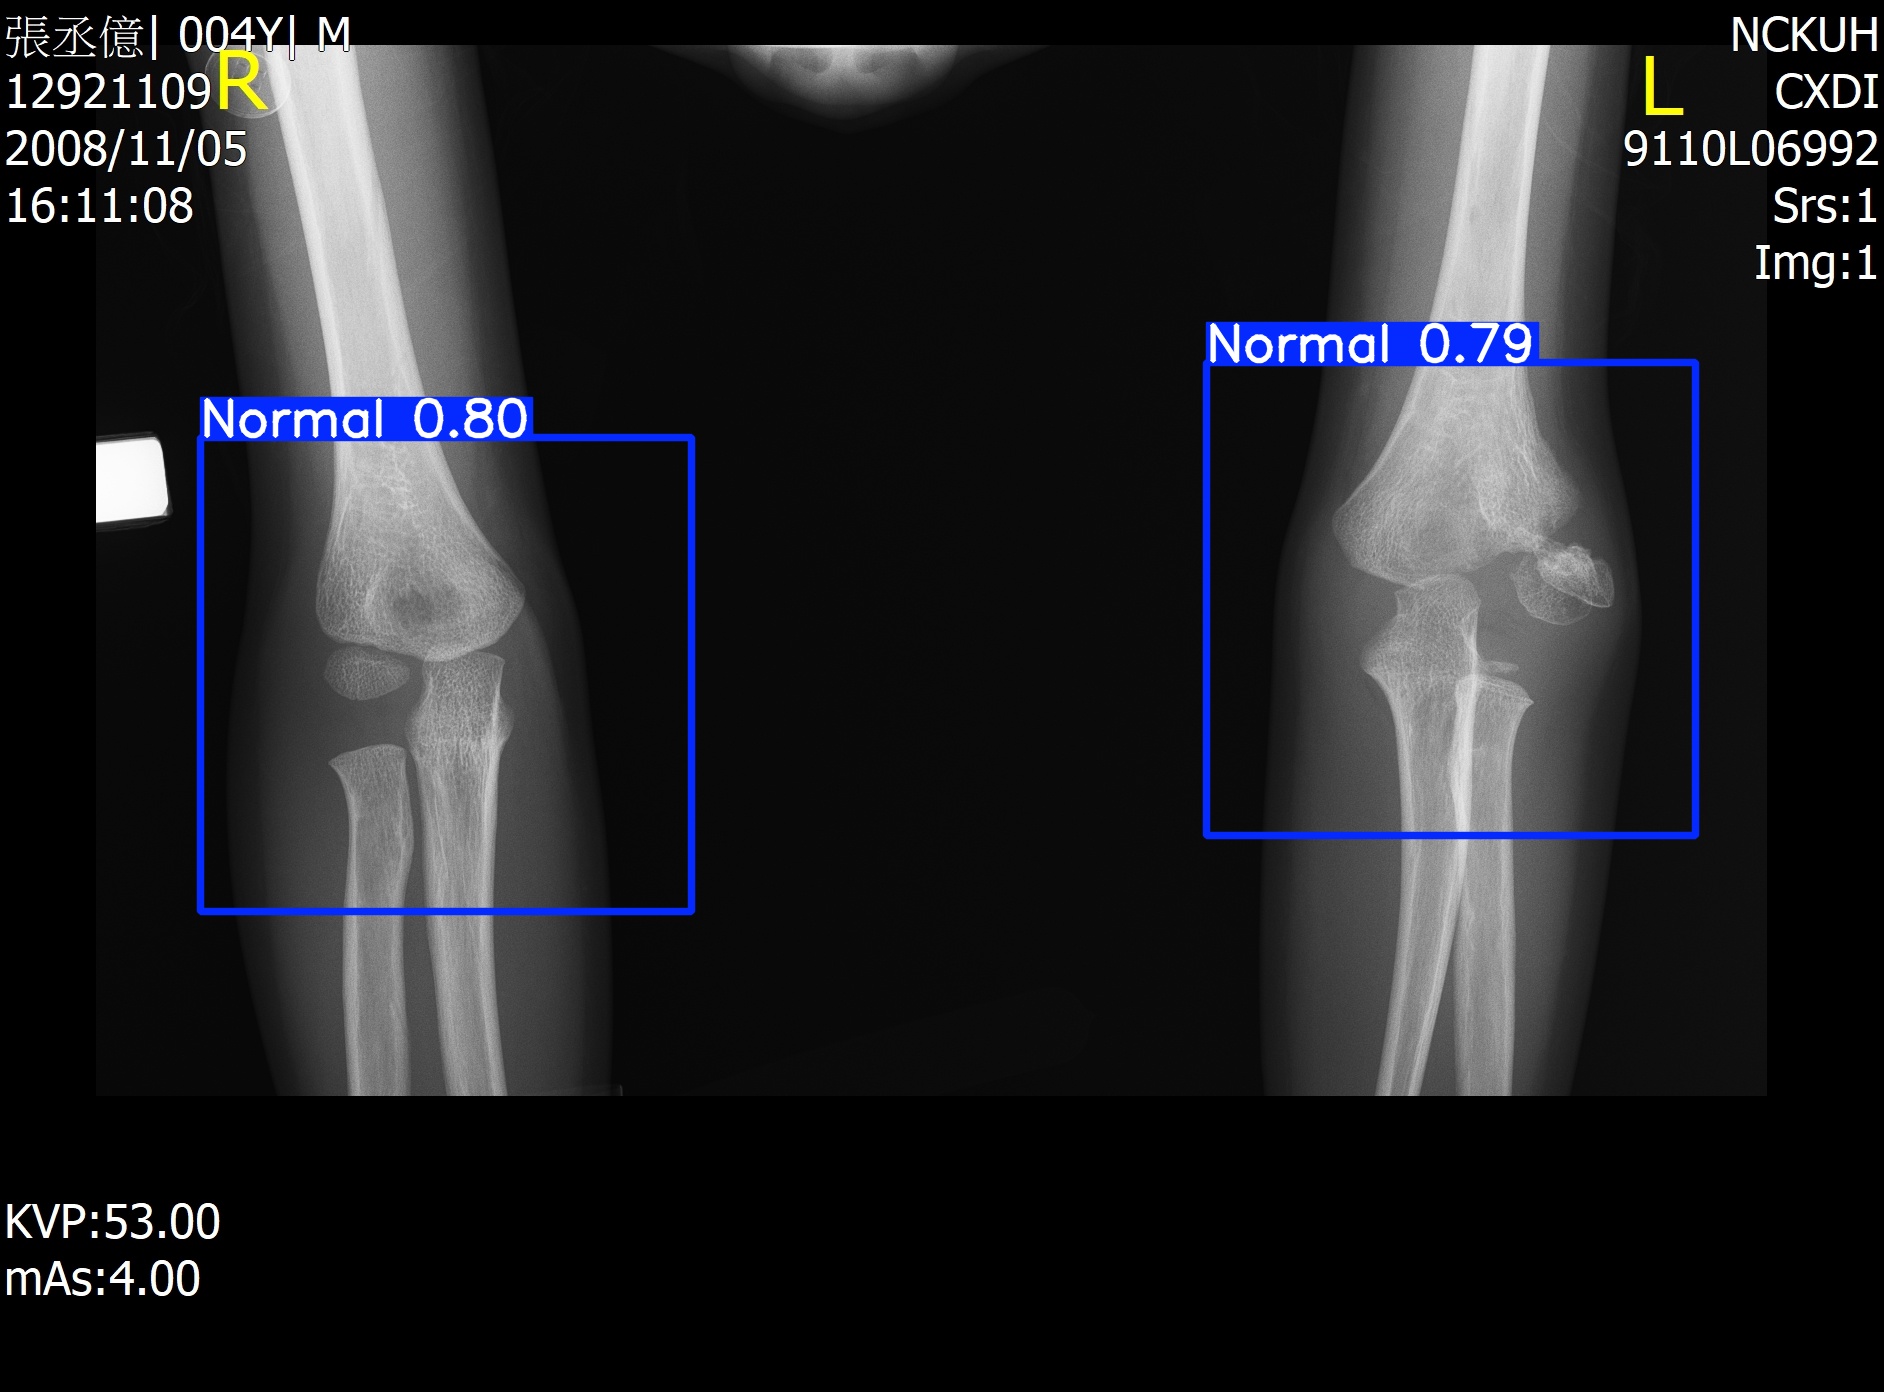 張丞億| 004Y| M
12921109
2008/11/05
16:11:08
R
NCKUH
L
CXDI
9110L06992
Srs:1
Img:1
Normal 0.80
Normal 0.79
KVP:53.00
mAs:4.00